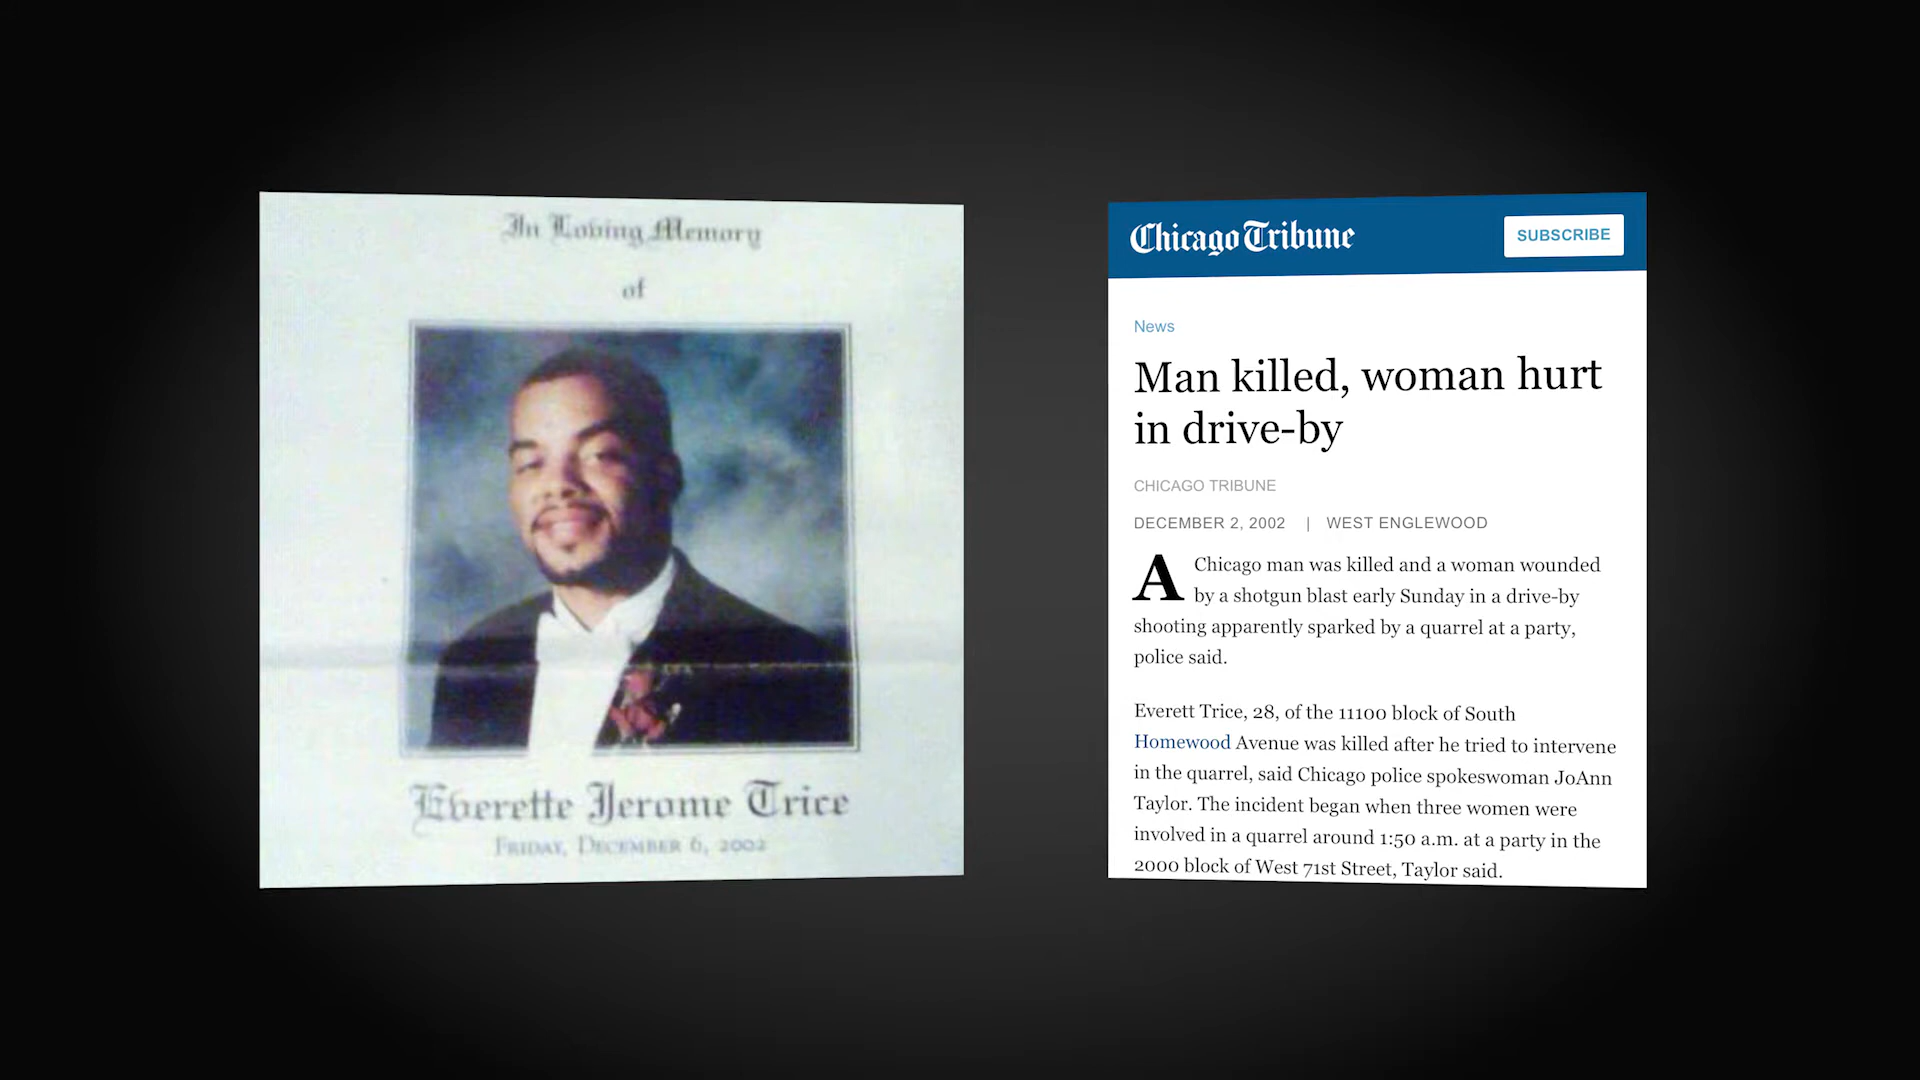 In Loving Memory
of
Everette Jerome Trice
FRIDAY, DECEMBER 6, 2002
Chicago Tribune
SUBSCRIBE
News
Man killed, woman hurt
in drive-by
CHICAGO TRIBUNE
DECEMBER 2, 2002 | WEST ENGLEWOOD
A Chicago man was killed and a woman wounded
by a shotgun blast early Sunday in a drive-by
shooting apparently sparked by a quarrel at a party,
police said.
Everett Trice, 28, of the 11100 block of South
Homewood Avenue was killed after he tried to intervene
in the quarrel, said Chicago police spokeswoman JoAnn
Taylor. The incident began when three women were
involved in a quarrel around 1:50 a.m. at a party in the
2000 block of West 71st Street, Taylor said.